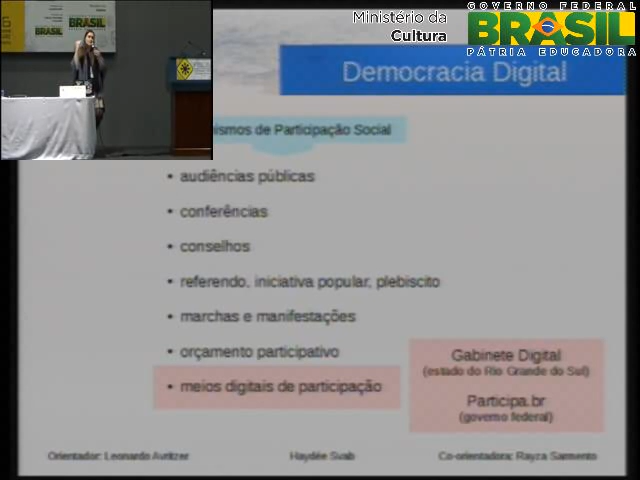 Ministério da
Cultura
GOVERNO FEDERAL
BRASIL
PÁTRIA EDUCADORA
BRASIL
BRASIL
Democracia Digital
ismos de Participação Social
• audiências públicas
• conferências
• conselhos
• referendo, iniciativa popular, plebiscito
• marchas e manifestações
• orçamento participativo
• meios digitais de participação
Gabinete Digital
(estado do Rio Grande do Sul)
Participa.br
(governo federal)
Orientador: Leonardo Avritzer
Haydée Svab
Co-orientadora: Rayza Sarmento